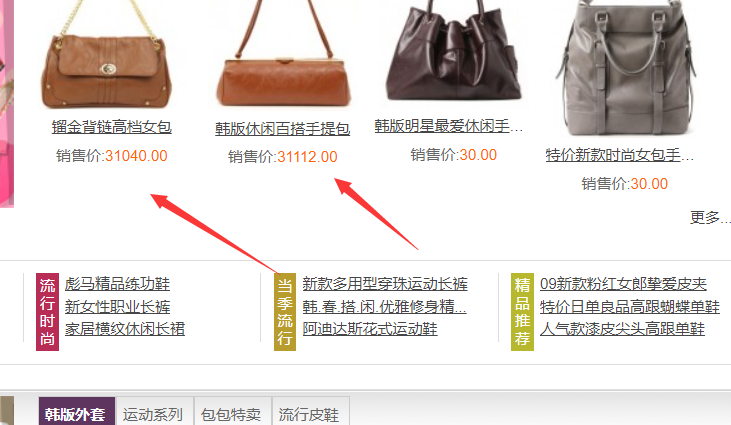 镏金背链高档女包
销售价:31040.00
韩版休闲百搭手提包
销售价:31112.00
韩版明星最爱休闲手…
销售价:30.00
特价新款时尚女包手…
销售价:30.00
更多...
流行时尚
彪马精品练功鞋
新女性职业长裤
家居横纹休闲长裙
当季流行
新款多用型穿珠运动长裤
韩.春.搭.闲.优雅修身精...
阿迪达斯花式运动鞋
精品推荐
09新款粉红女郎挚爱皮夹
特价日单良品高跟蝴蝶单鞋
人气款漆皮尖头高跟单鞋
韩版外套
运动系列
包包特卖
流行皮鞋